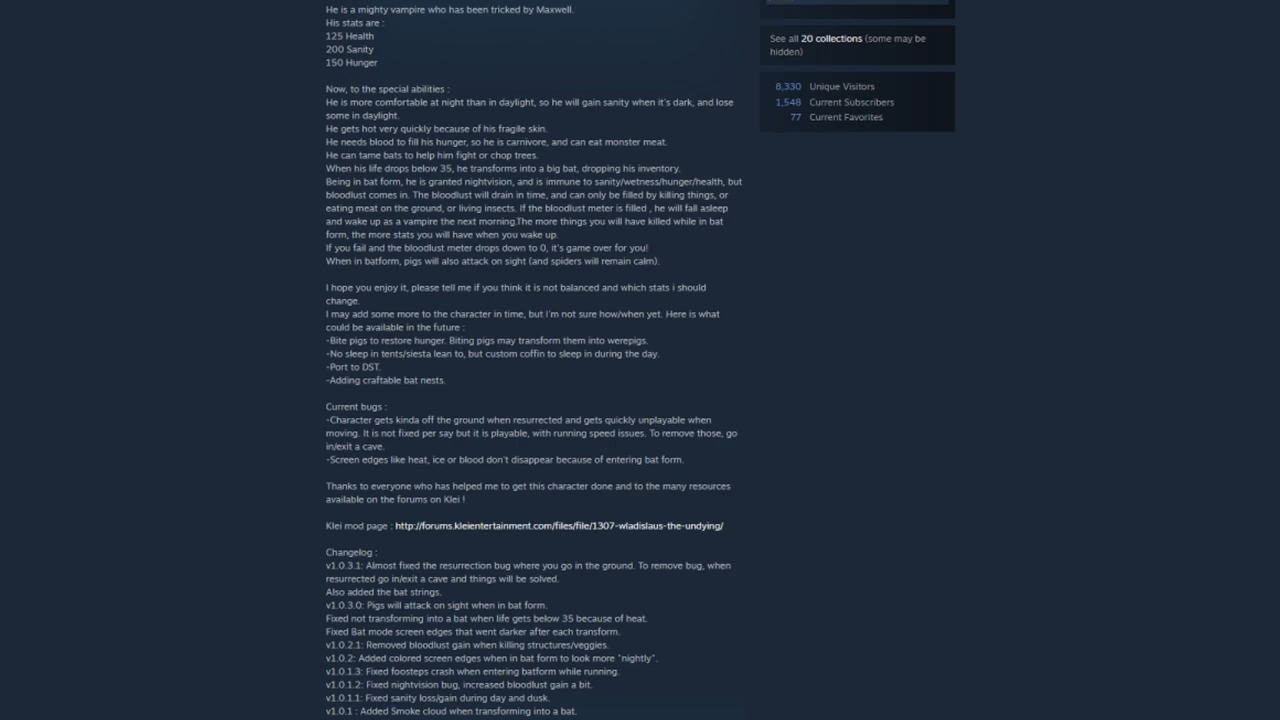 He is a mighty vampire who has been tricked by Maxwell.
His stats are :
125 Health
200 Sanity
150 Hunger
Now, to the special abilities :
He is more comfortable at night than in daylight, so he will gain sanity when it's dark, and lose
some in daylight.
He gets hot very quickly because of his fragile skin.
He needs blood to fill his hunger, so he is carnivore, and can eat monster meat.
He can tame bats to help him fight or chop trees.
When his life drops below 35, he transforms into a big bat, dropping his inventory.
Being in bat form, he is granted nightvision, and is immune to sanity/wetness/hunger/health, but
bloodlust comes in. The bloodlust will drain in time, and can only be filled by killing things, or
eating meat on the ground, or living insects. If the bloodlust meter is filled , he will fall asleep
and wake up as a vampire the next morning.The more things you will have killed while in bat
form, the more stats you will have when you wake up.
If you fail and the bloodlust meter drops down to 0, it's game over for you!
When in batform, pigs will also attack on sight (and spiders will remain calm).
I hope you enjoy it, please tell me if you think it is not balanced and which stats i should
change.
I may add some more to the character in time, but i'm not sure how/when yet. Here is what
could be available in the future :
-Bite pigs to restore hunger. Biting pigs may transform them into werepigs.
-No sleep in tents/siesta lean to, but custom coffin to sleep in during the day.
-Port to DST.
-Adding craftable bat nests.
Current bugs :
-Character gets kinda off the ground when resurrected and gets quickly unplayable when
moving. It is not fixed per say but it is playable, with running speed issues. To remove those, go
in/exit a cave.
-Screen edges like heat, ice or blood don't disappear because of entering bat form.
Thanks to everyone who has helped me to get this character done and to the many resources
available on the forums on Klei !
Klei mod page : http://forums.kleientertainment.com/files/file/1307-wladislaus-the-undying/
Changelog :
v1.0.3.1: Almost fixed the resurrection bug where you go in the ground. To remove bug, when
resurrected go in/exit a cave and things will be solved.
Also added the bat strings.
v1.0.3.0: Pigs will attack on sight when in bat form.
Fixed not transforming into a bat when life gets below 35 because of heat.
Fixed Bat mode screen edges that went darker after each transform.
v1.0.2.1: Removed bloodlust gain when killing structures/veggies.
v1.0.2: Added colored screen edges when in bat form to look more "nightly".
v1.0.1.3: Fixed foosteps crash when entering batform while running.
v1.0.1.2: Fixed nightvision bug, increased bloodlust gain a bit.
v1.0.1.1: Fixed sanity loss/gain during day and dusk.
v1.0.1 : Added Smoke cloud when transforming into a bat.
See all 20 collections (some may be
hidden)
8,330 Unique Visitors
1,548 Current Subscribers
77 Current Favorites